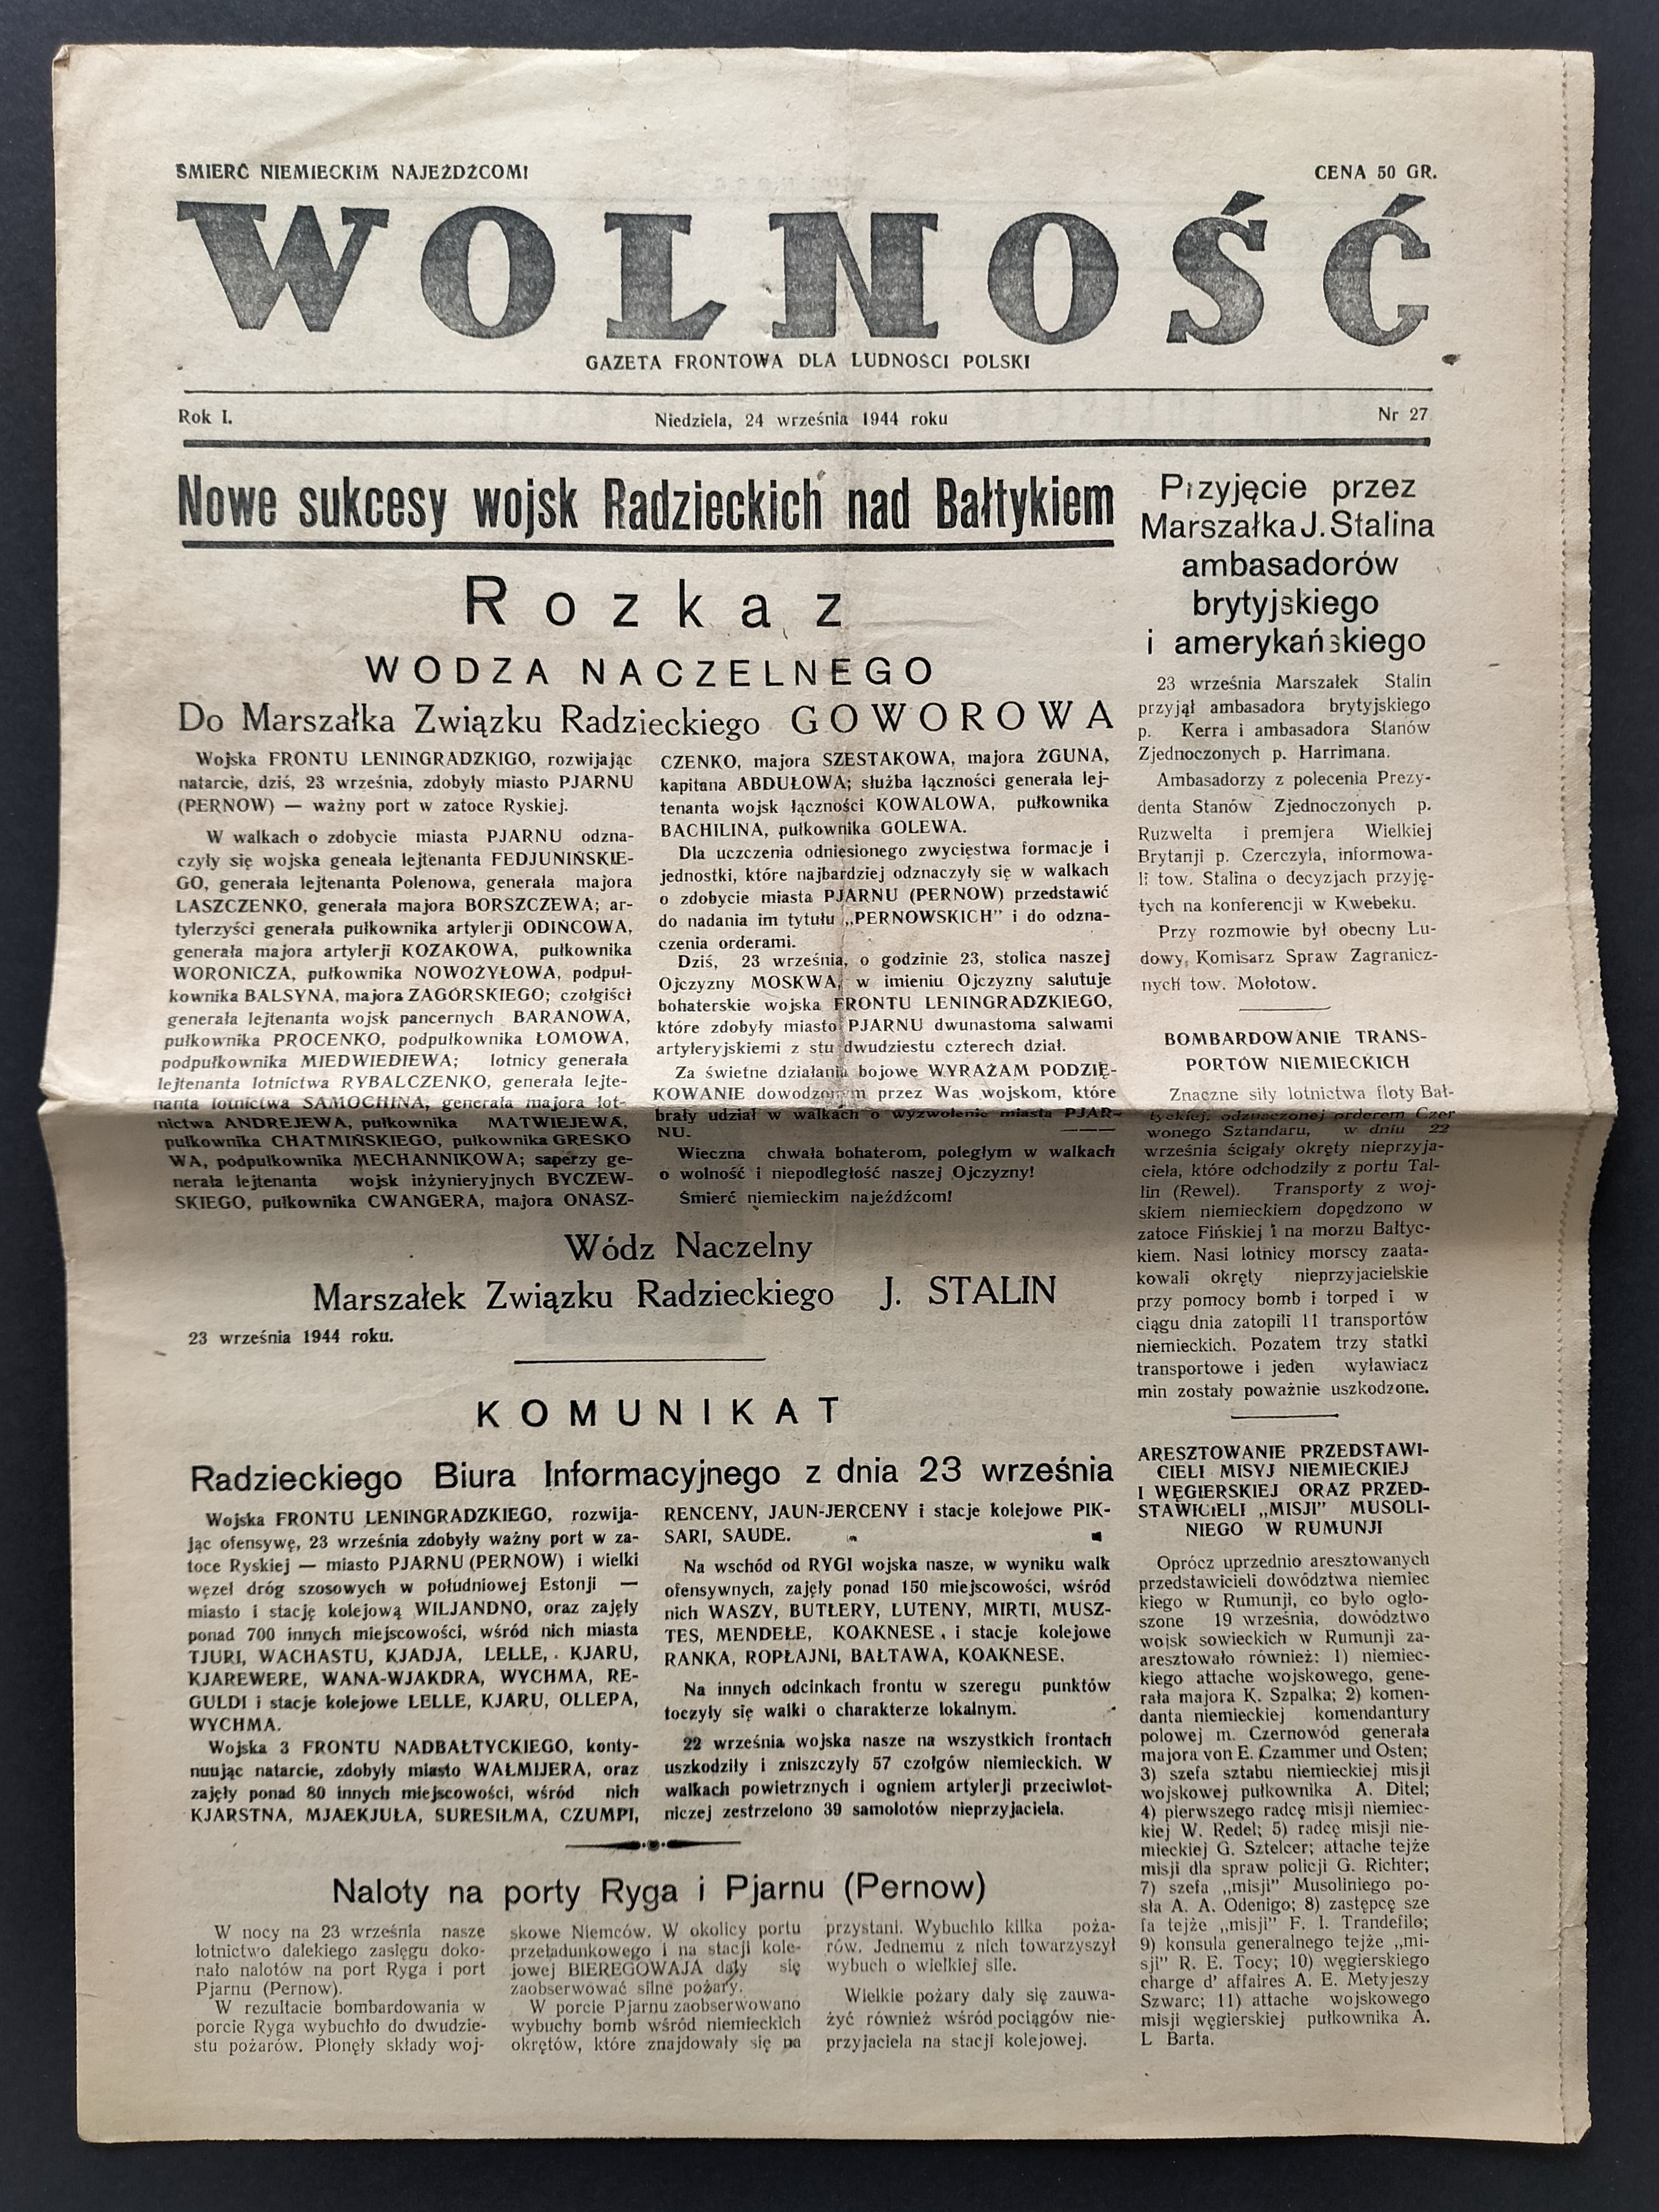 ŚMIERĆ NIEMIECKIM NAJEŹDŹCOM!
CENA 50 GR.
WOLNOŚĆ
GAZETA FRONTOWA DLA LUDNOŚCI POLSKI
Rok I.
Niedziela, 24 września 1944 roku
Nr 27
Nowe sukcesy wojsk Radzieckich nad Bałtykiem
Rozkaz
WODZA NACZELNEGO
Do Marszałka Związku Radzieckiego GOWOROWA
Wojska FRONTU LENINGRADZKIGO, rozwijając
natarcie, dziś, 23 września, zdobyły miasto PJARNU
(PERNOW) — ważny port w zatoce Ryskiej.
W walkach o zdobycie miasta PJARNU odzna-
czyły się wojska geneała lejtenanta FEDJUNIŃSKIE-
GO, generała lejtenanta Polenowa, generała majora
LASZCZENKO, generała majora BORSZCZEWA; ar-
tylerzyści generała pułkownika artylerji ODIŃCOWA,
generała majora artylerji KOZAKOWA, pułkownika
WORONICZA, pułkownika NOWOŻYŁOWA, podpuł-
kownika BALSYNA, majora ZAGÓRSKIEGO; czołgiści
generała lejtenanta wojsk pancernych BARANOWA,
pułkownika PROCENKO, podpułkownika ŁOMOWA,
podpułkownika MIEDWIEDIEWA; lotnicy generała
lejtenanta lotnictwa RYBALCZENKO, generała lejte-
nanta lotnictwa SAMOCHINA, generała majora lot-
nictwa ANDREJEWA, pułkownika MATWIEJEWA,
pułkownika CHATMIŃSKIEGO, pułkownika GREŚKO
WA, podpułkownika MECHANNIKOWA; saperzy ge-
nerała lejtenanta wojsk inżynieryjnych BYCZEW-
SKIEGO, pułkownika CWANGERA, majora ONASZ-
CZENKO, majora SZESTAKOWA, majora ŻGUNA,
kapitana ABDUŁOWA; służba łączności generała lej-
tenanta wojsk łączności KOWALOWA, pułkownika
BACHILINA, pułkownika GOLEWA.
Dla uczczenia odniesionego zwycięstwa formacje i
jednostki, które najbardziej odznaczyły się w walkach
o zdobycie miasta PJARNU (PERNOW) przedstawić
do nadania im tytułu „PERNOWSKICH” i do odzna-
czenia orderami.
Dziś, 23 września, o godzinie 23, stolica naszej
Ojczyzny MOSKWA, w imieniu Ojczyzny salutuje
bohaterskie wojska FRONTU LENINGRADZKIEGO,
które zdobyły miasto PJARNU dwunastoma salwami
artyleryjskiemi z stu dwudziestu czterech dział.
Za świetne działania bojowe WYRAŻAM PODZIĘ-
KOWANIE dowodzonym przez Was wojskom, które
brały udział w walkach o wyzwolenie miasta PJAR-
NU.
Wieczna chwała bohaterom, poległym w walkach
o wolność i niepodległość naszej Ojczyzny!
Śmierć niemieckim najeźdźcom!
Wódz Naczelny
Marszałek Związku Radzieckiego J. STALIN
23 września 1944 roku.
KOMUNIKAT
Radzieckiego Biura Informacyjnego z dnia 23 września
Wojska FRONTU LENINGRADZKIEGO, rozwija-
jąc ofensywę, 23 września zdobyły ważny port w za-
toce Ryskiej — miasto PJARNU (PERNOW) i wielki
węzeł dróg szosowych w południowej Estonji —
miasto i stację kolejową WILJANDNO, oraz zajęły
ponad 700 innych miejscowości, wśród nich miasta
TJURI, WACHASTU, KJADJA, LELLE, KJARU,
KJAREWERE, WANA-WJAKDRA, WYCHMA, RE-
GULDI i stacje kolejowe LELLE, KJARU, OLLEPA,
WYCHMA.
Wojska 3 FRONTU NADBAŁTYCKIEGO, konty-
nuując natarcie, zdobyły miasto WAŁMIJERA, oraz
zajęły ponad 80 innych miejscowości, wśród nich
KJARSTNA, MJAEKJUŁA, SURESILMA, CZUMPI,
RENCENY, JAUN-JERCENY i stacje kolejowe PIK-
SARI, SAUDE.
Na wschód od RYGI wojska nasze, w wyniku walk
ofensywnych, zajęły ponad 150 miejscowości, wśród
nich WASZY, BUTŁERY, LUTENY, MIRTI, MUSZ-
TES, MENDEŁE, KOAKNESE i stacje kolejowe
RANKA, ROPŁAJNI, BAŁTAWA, KOAKNESE.
Na innych odcinkach frontu w szeregu punktów
toczyły się walki o charakterze lokalnym.
22 września wojska nasze na wszystkich frontach
uszkodziły i zniszczyły 57 czołgów niemieckich. W
walkach powietrznych i ogniem artylerji przeciwlot-
niczej zestrzelono 39 samolotów nieprzyjaciela.
Naloty na porty Ryga i Pjarnu (Pernow)
W nocy na 23 września nasze
lotnictwo dalekiego zasięgu doko-
nało nalotów na port Ryga i port
Pjarnu (Pernow).
W rezultacie bombardowania w
porcie Ryga wybuchło do dwudzie-
stu pożarów. Płonęły składy woj-
skowe Niemców. W okolicy portu
przeładunkowego i na stacji kole-
jowej BIEREGOWAJA dały się
zaobserwować silne pożary.
W porcie Pjarnu zaobserwowano
wybuchy bomb wśród niemieckich
okrętów, które znajdowały się na
przystani. Wybuchło kilka poża-
rów. Jednemu z nich towarzyszył
wybuch o wielkiej sile.
Wielkie pożary dały się zauwa-
żyć również wśród pociągów nie-
przyjaciela na stacji kolejowej.
Przyjęcie przez
Marszałka J. Stalina
ambasadorów
brytyjskiego
i amerykańskiego
23 września Marszałek Stalin
przyjął ambasadora brytyjskiego
p. Kerra i ambasadora Stanów
Zjednoczonych p. Harrimana.
Ambasadorzy z polecenia Prezy-
denta Stanów Zjednoczonych p.
Ruzwelta i premjera Wielkiej
Brytanji p. Czerczyla, informowa-
li tow. Stalina o decyzjach przyję-
tych na konferencji w Kwebeku.
Przy rozmowie był obecny Lu-
dowy Komisarz Spraw Zagranicz-
nych tow. Mołotow.
BOMBARDOWANIE TRANS-
PORTÓW NIEMIECKICH
Znaczne siły lotnictwa floty Bał-
tyckiej, odznaczonej orderem Czer
wonego Sztandaru, w dniu 22
września ścigały okręty nieprzyja-
ciela, które odchodziły z portu Tal-
lin (Rewel). Transporty z woj-
skiem niemieckiem dopędzono w
zatoce Fińskiej i na morzu Bałtyc-
kiem. Nasi lotnicy morscy zaata-
kowali okręty nieprzyjacielskie
przy pomocy bomb i torped i w
ciągu dnia zatopili 11 transportów
niemieckich. Pozatem trzy statki
transportowe i jeden wyławiacz
min zostały poważnie uszkodzone.
ARESZTOWANIE PRZEDSTAWI-
CIELI MISYJ NIEMIECKIEJ
I WĘGIERSKIEJ ORAZ PRZED-
STAWICIELI „MISJI” MUSOLI-
NIEGO W RUMUNJI
Oprócz uprzednio aresztowanych
przedstawicieli dowództwa niemiec
kiego w Rumunji, co było ogło-
szone 19 września, dowództwo
wojsk sowieckich w Rumunji za-
aresztowało również: 1) niemiec-
kiego attache wojskowego, gene-
rała majora K. Szpalka; 2) komen-
danta niemieckiej komendantury
polowej m. Czernowód generała
majora von E. Czammer und Osten;
3) szefa sztabu niemieckiej misji
wojskowej pułkownika A. Ditel;
4) pierwszego radcę misji niemiec-
kiej W. Redel; 5) radcę misji nie-
mieckiej G. Sztelcer; attache tejże
misji dla spraw policji G. Richter;
7) szefa „misji” Musoliniego po-
sła A. A. Odenigo; 8) zastępcę sze
fa tejże „misji” F. I. Trandefilo;
9) konsula generalnego tejże „mi-
sji” R. E. Tocy; 10) węgierskiego
charge d' affaires A. E. Metyjeszy
Szwarc; 11) attache wojskowego
misji węgierskiej pułkownika A.
L Barta.